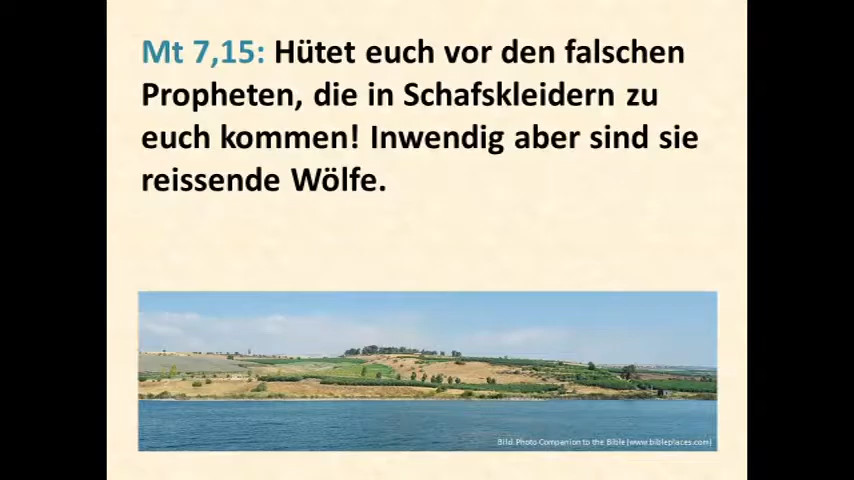 Mt 7,15: Hütet euch vor den falschen
Propheten, die in Schafskleidern zu
euch kommen! Inwendig aber sind sie
reissende Wölfe.
Bild: Photo Companion to the Bible (www.bibleplaces.com)